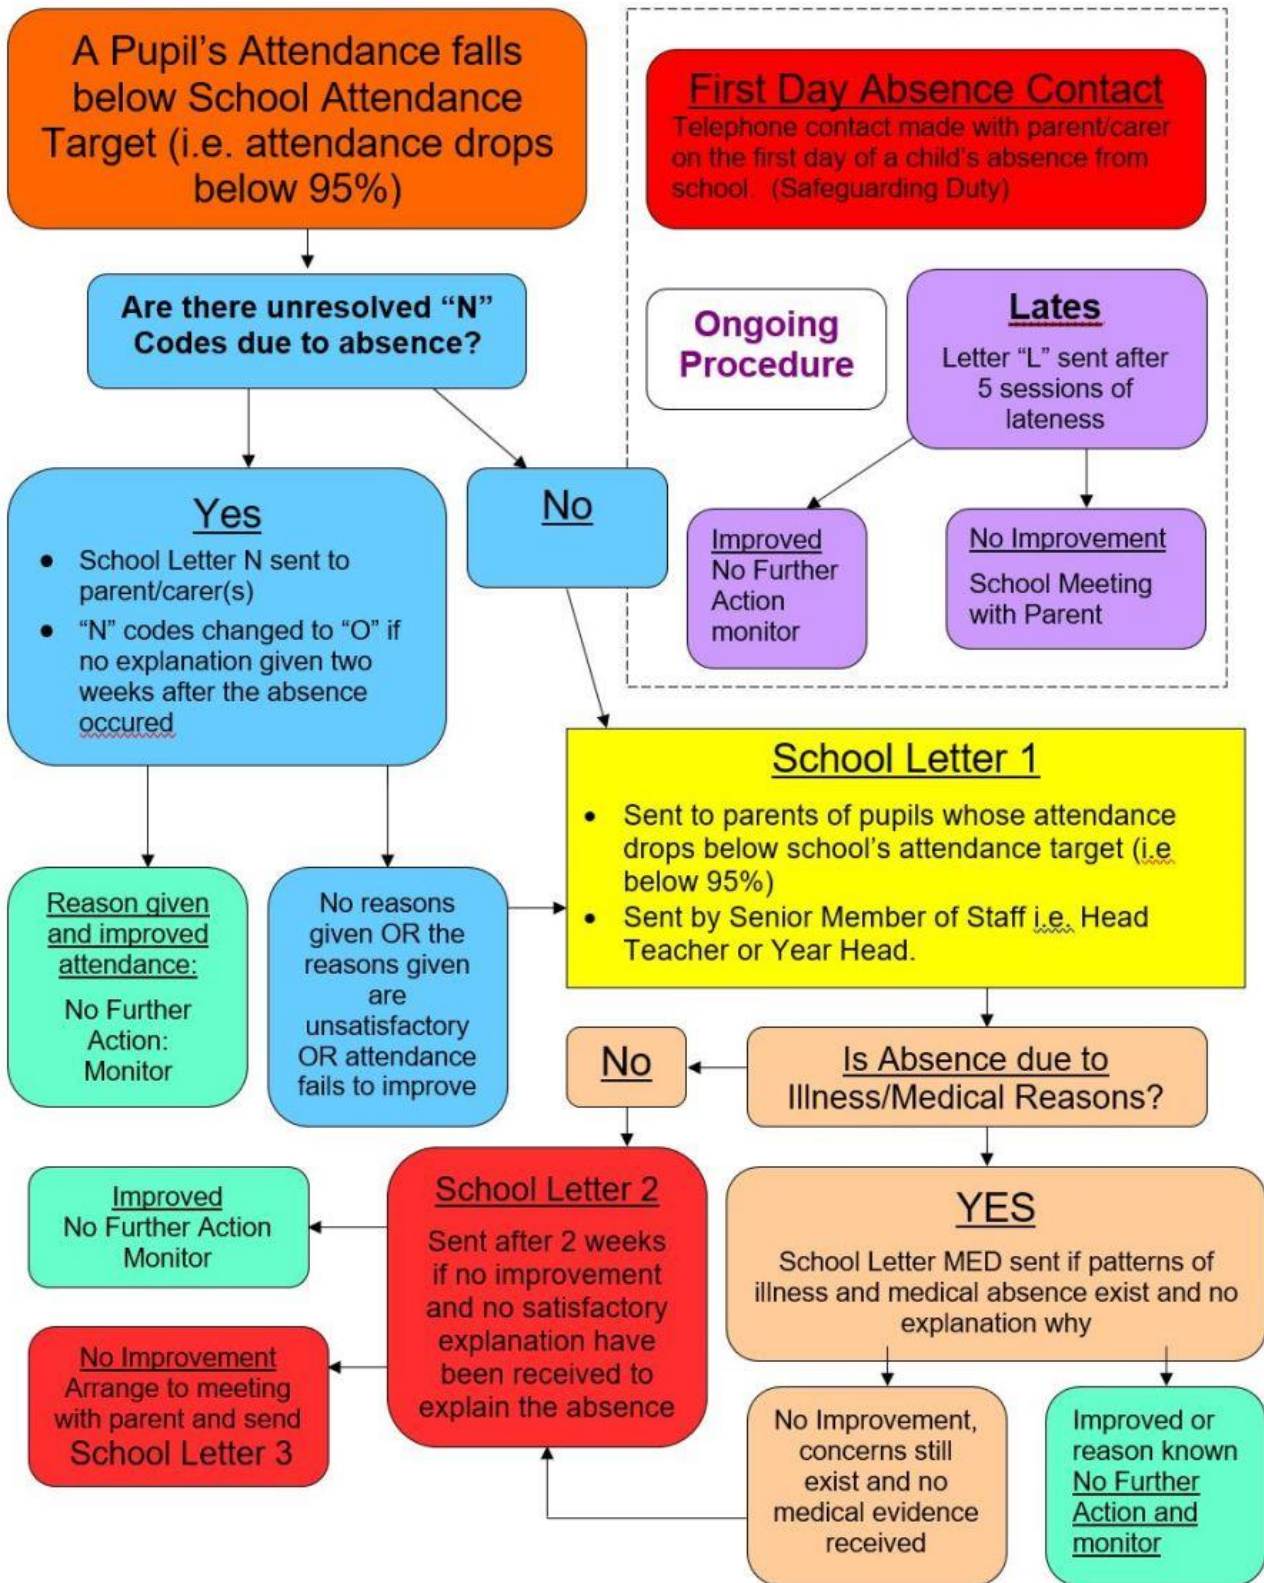 A Pupil's Attendance falls
below School Attendance
Target (i.e. attendance drops
below 95%)
First Day Absence Contact
Telephone contact made with parent/carer
on the first day of a child's absence from
school. (Safeguarding Duty)
Are there unresolved “N”
Codes due to absence?
Ongoing
Procedure
Lates
Letter “L” sent after
5 sessions of
lateness
Yes
● School Letter N sent to
parent/carer(s)
● “N” codes changed to “O” if
no explanation given two
weeks after the absence
occured
No
Improved
No Further
Action
monitor
No Improvement
School Meeting
with Parent
School Letter 1
• Sent to parents of pupils whose attendance
drops below school's attendance target (i.e
below 95%)
• Sent by Senior Member of Staff i.e. Head
Teacher or Year Head.
Reason given
and improved
attendance:
No Further
Action:
Monitor
No reasons
given OR the
reasons given
are
unsatisfactory
OR attendance
fails to improve
No
Is Absence due to
Illness/Medical Reasons?
Improved
No Further Action
Monitor
School Letter 2
Sent after 2 weeks
if no improvement
and no satisfactory
explanation have
been received to
explain the absence
YES
School Letter MED sent if patterns of
illness and medical absence exist and no
explanation why
No Improvement
Arrange to meeting
with parent and send
School Letter 3
No Improvement,
concerns still
exist and no
medical evidence
received
Improved or
reason known
No Further
Action and
monitor